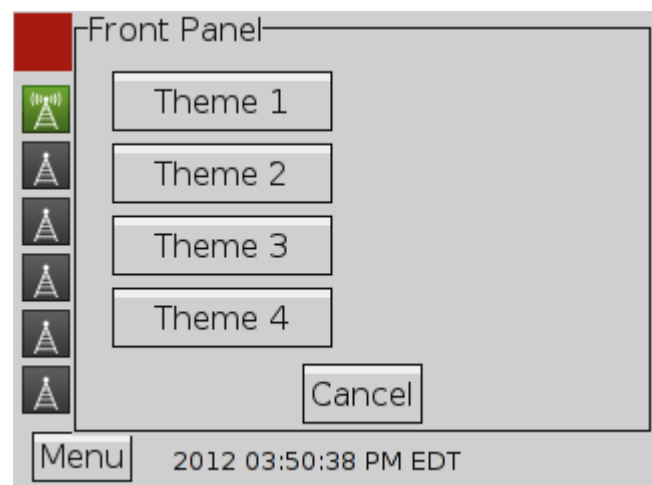 Front Panel
Theme 1
Theme 2
Theme 3
Theme 4
Cancel
Menu 2012 03:50:38 PM EDT